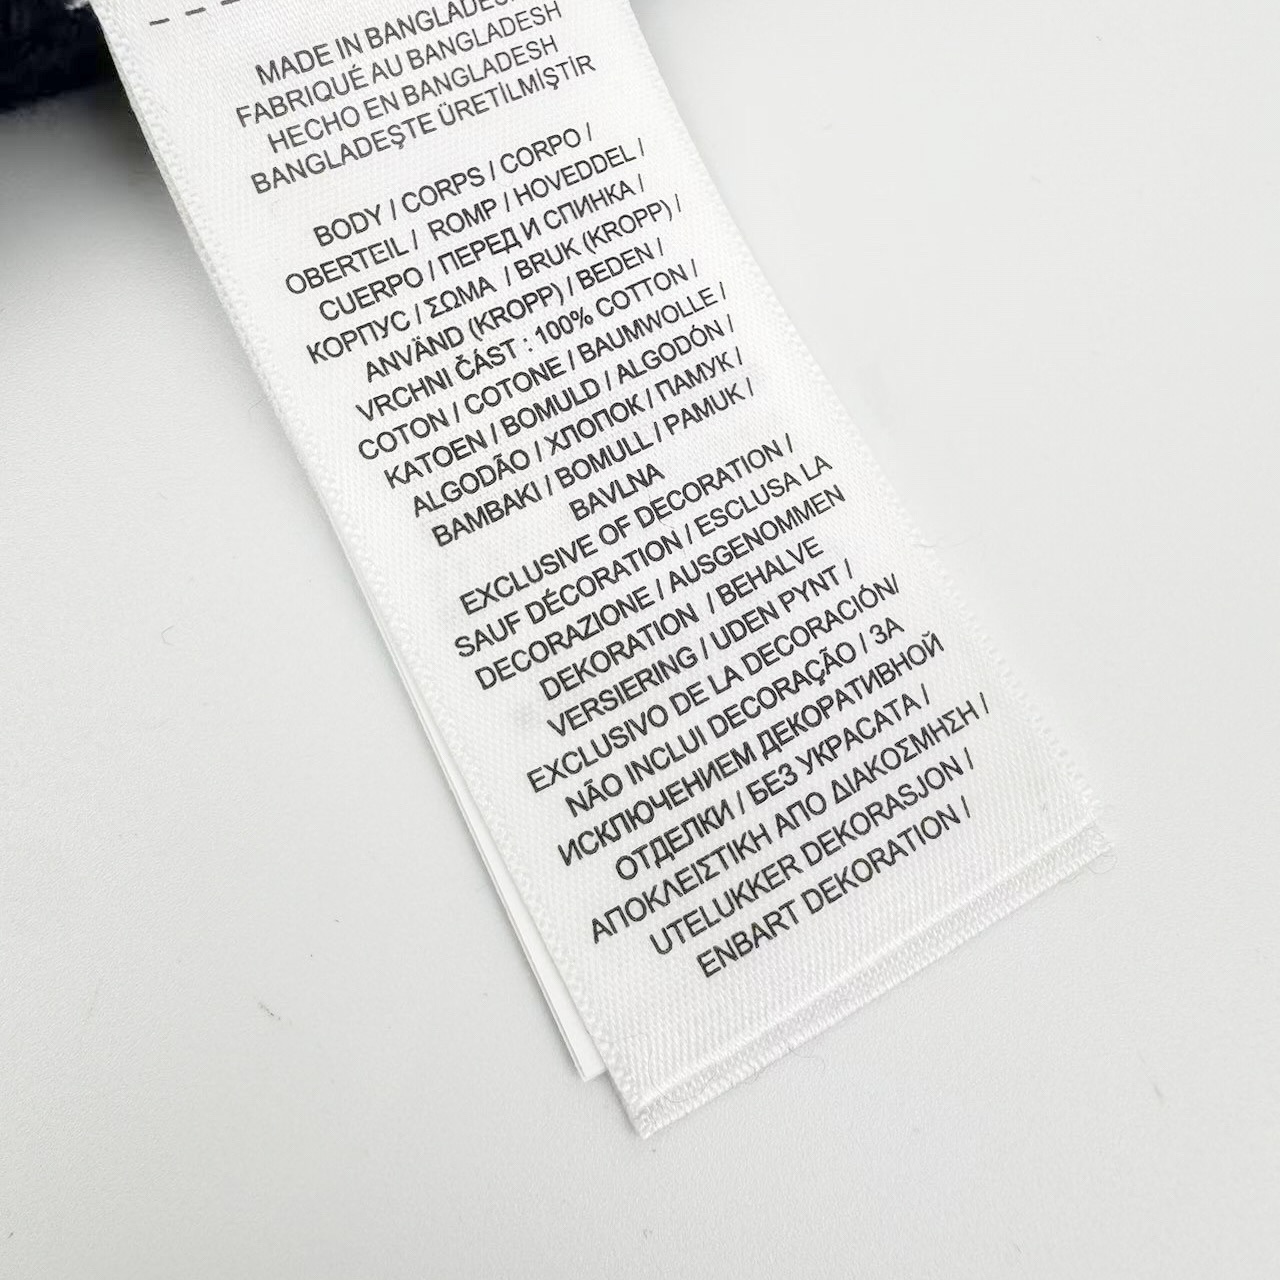 MADE IN BANGLADESH
FABRIQUÉ AU BANGLADESH
HECHO EN BANGLADESH
BANGLADEŞTE ÜRETİLMİŞTİR
BODY / CORPS / CORPO /
OBERTEIL / ROMP / HOVEDDEL /
CUERPO / ПЕРЕД И СПИНКА /
КОРПУС / ΣΩΜΑ / BRUK (KROPP) /
ANVÄND (KROPP) / BEDEN /
VRCHNI ČÁST : 100% COTTON /
COTON / COTONE / BAUMWOLLE /
KATOEN / BOMULD / ALGODÓN /
ALGODÃO / ХЛОПОК / ПАМУК /
BAMBAKI / BOMULL / PAMUK /
BAVLNA
EXCLUSIVE OF DECORATION /
SAUF DÉCORATION / ESCLUSA LA
DECORAZIONE / AUSGENOMMEN
DEKORATION / BEHALVE
VERSIERING / UDEN PYNT /
EXCLUSIVO DE LA DECORACIÓN/
NÃO INCLUI DECORAÇÃO / ЗА
ИСКЛЮЧЕНИЕМ ДЕКОРАТИВНОЙ
ОТДЕЛКИ / БЕЗ УКРАСАТА /
ΑΠΟΚΛΕΙΣΤΙΚΗ ΑΠΟ ΔΙΑΚΟΣΜΗΣΗ /
UTELUKKER DEKORASJON /
ENBART DEKORATION /